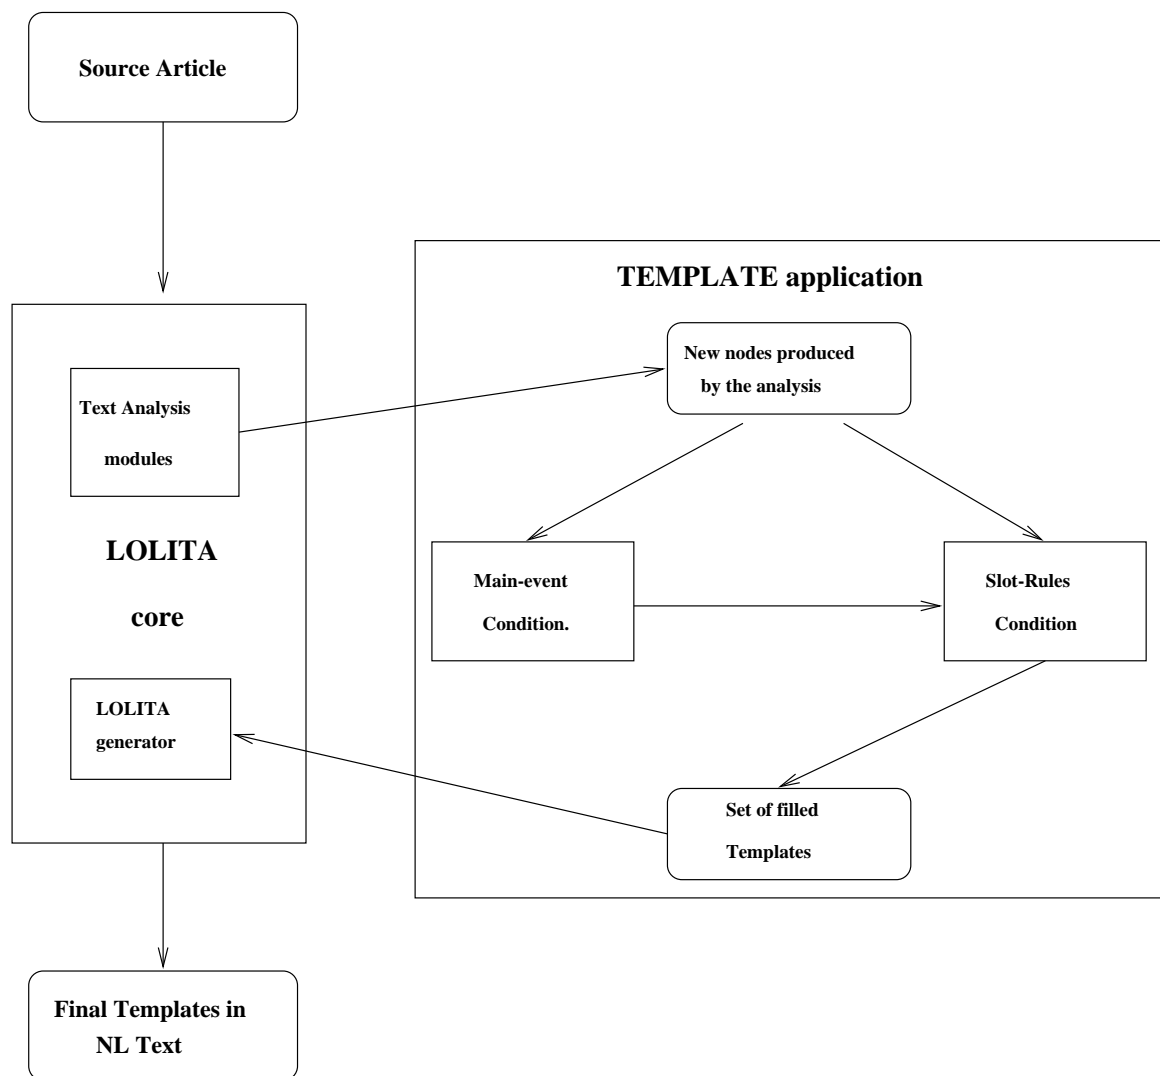 Source Article
TEMPLATE application
New nodes produced
by the analysis
Text Analysis
modules
LOLITA
core
Main-event
Condition.
Slot-Rules
Condition
LOLITA
generator
Set of filled
Templates
Final Templates in
NL Text